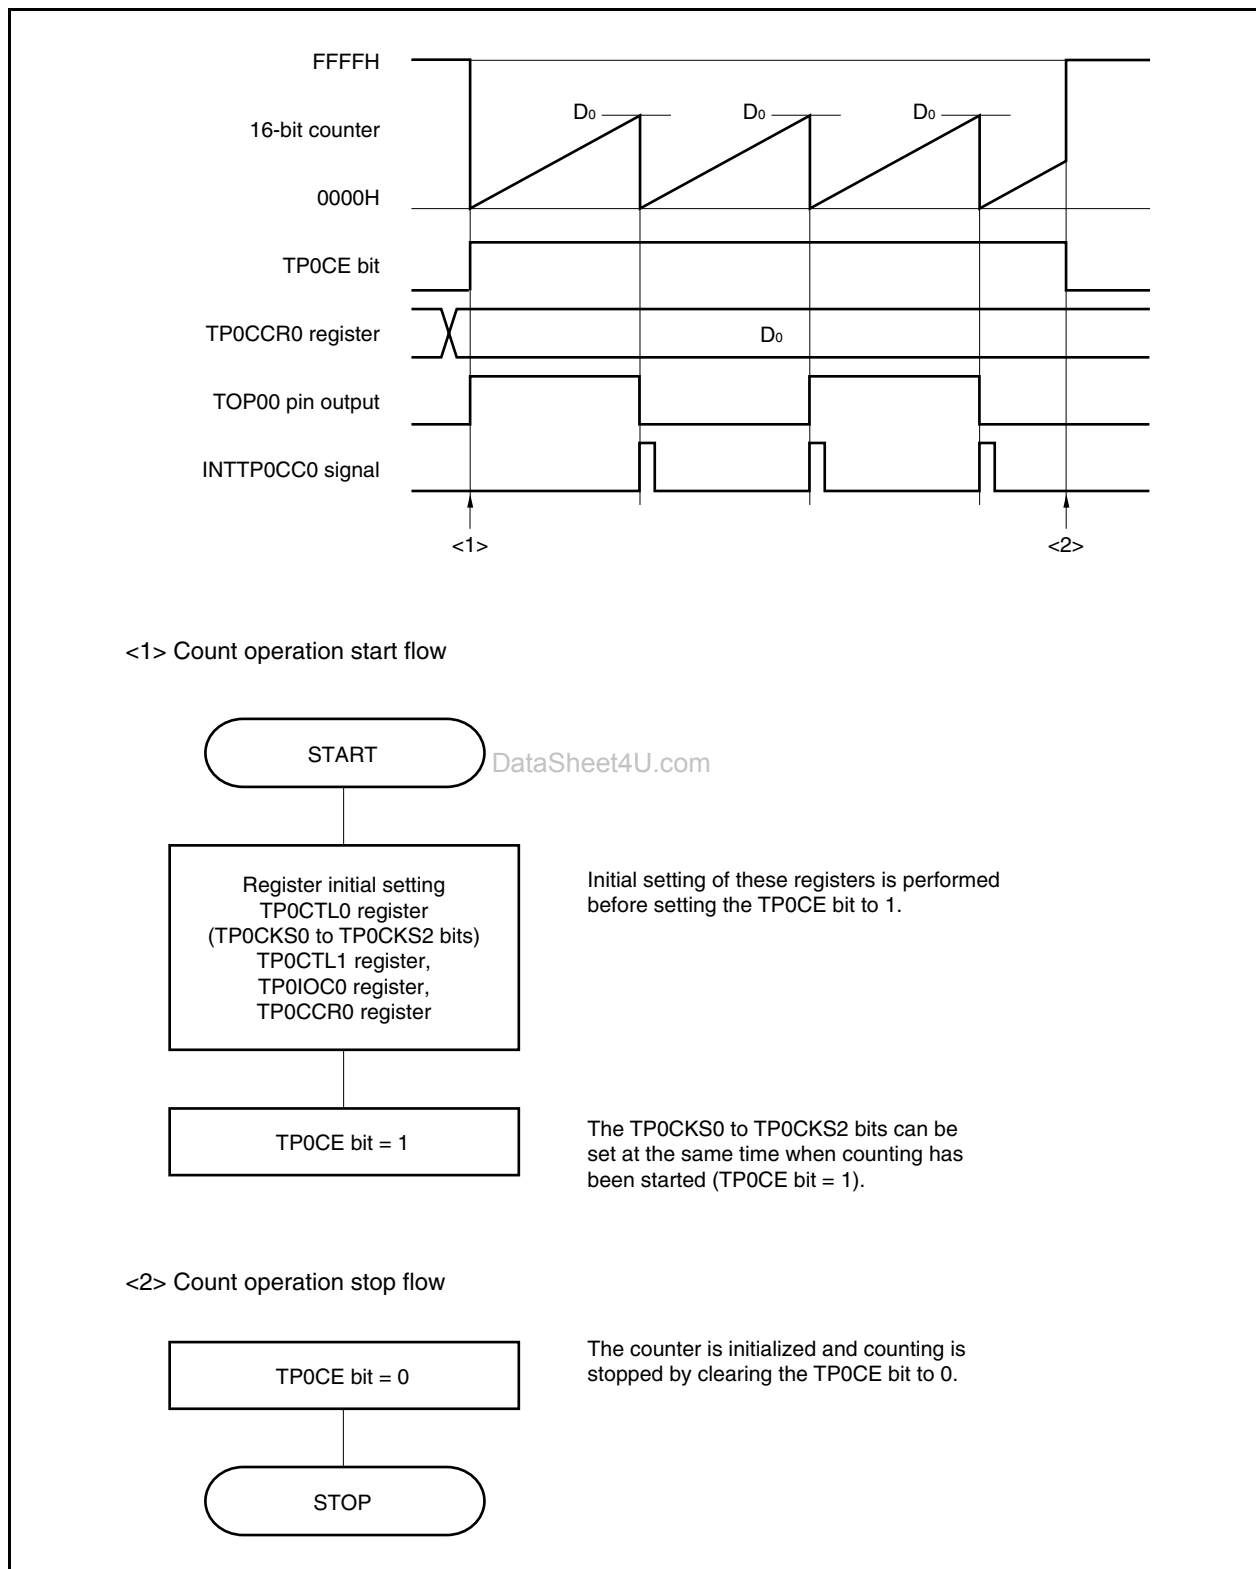 FFFFH
16-bit counter
D0 D0 D0
0000H
TP0CE bit
TP0CCR0 register
D0
TOP00 pin output
INTTP0CC0 signal
<1> <2>
<1> Count operation start flow
START
DataSheet4U.com
Register initial setting
TP0CTL0 register
(TP0CKS0 to TP0CKS2 bits)
TP0CTL1 register,
TP0IOC0 register,
TP0CCR0 register
Initial setting of these registers is performed
before setting the TP0CE bit to 1.
TP0CE bit = 1
The TP0CKS0 to TP0CKS2 bits can be
set at the same time when counting has
been started (TP0CE bit = 1).
<2> Count operation stop flow
TP0CE bit = 0
The counter is initialized and counting is
stopped by clearing the TP0CE bit to 0.
STOP